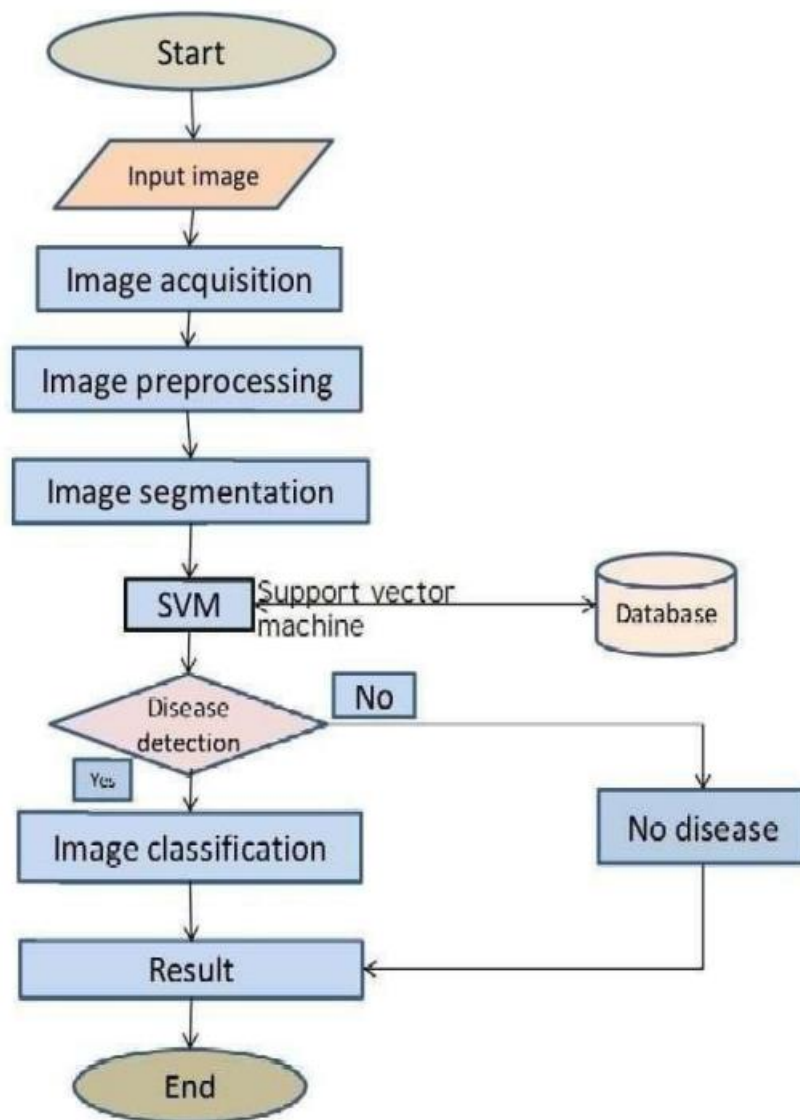 Start
Input image
Image acquisition
Image preprocessing
Image segmentation
SVM
Support vector
machine
Database
Disease
detection
No
Yes
Image classification
No disease
Result
End